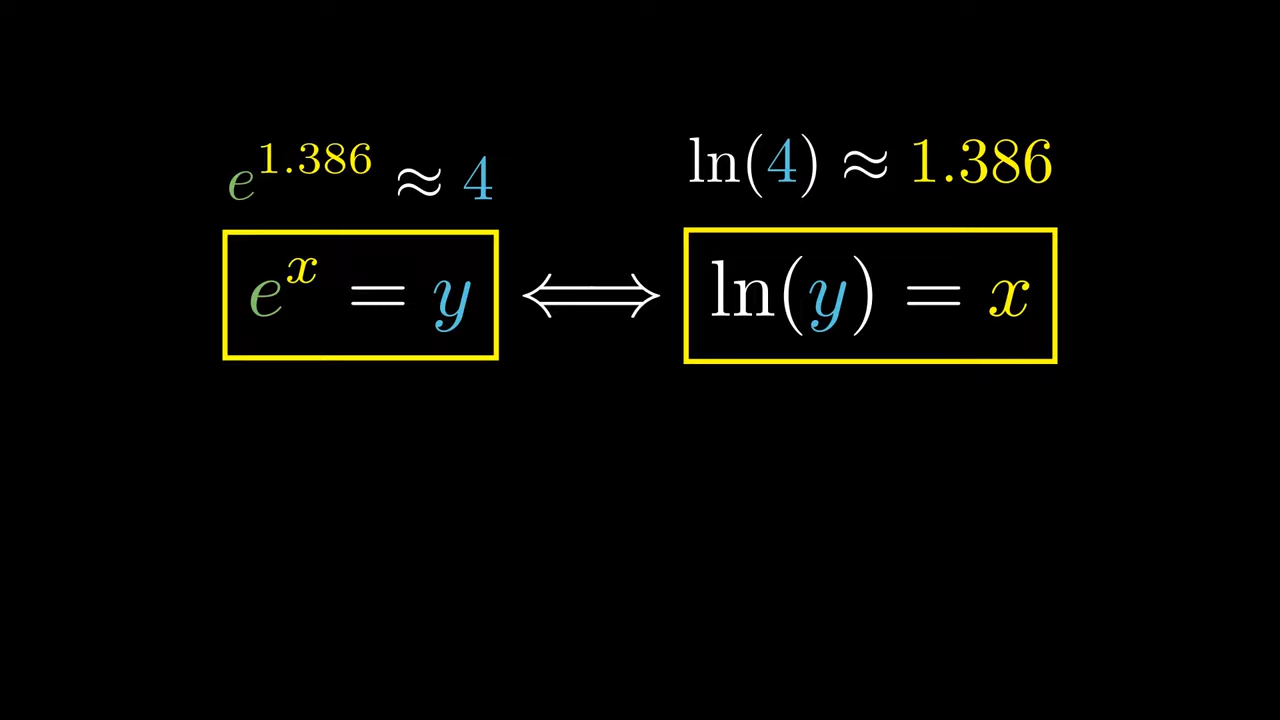 e^{1.386} ≈ 4
ln(4) ≈ 1.386
e^x = y ⟺ ln(y) = x